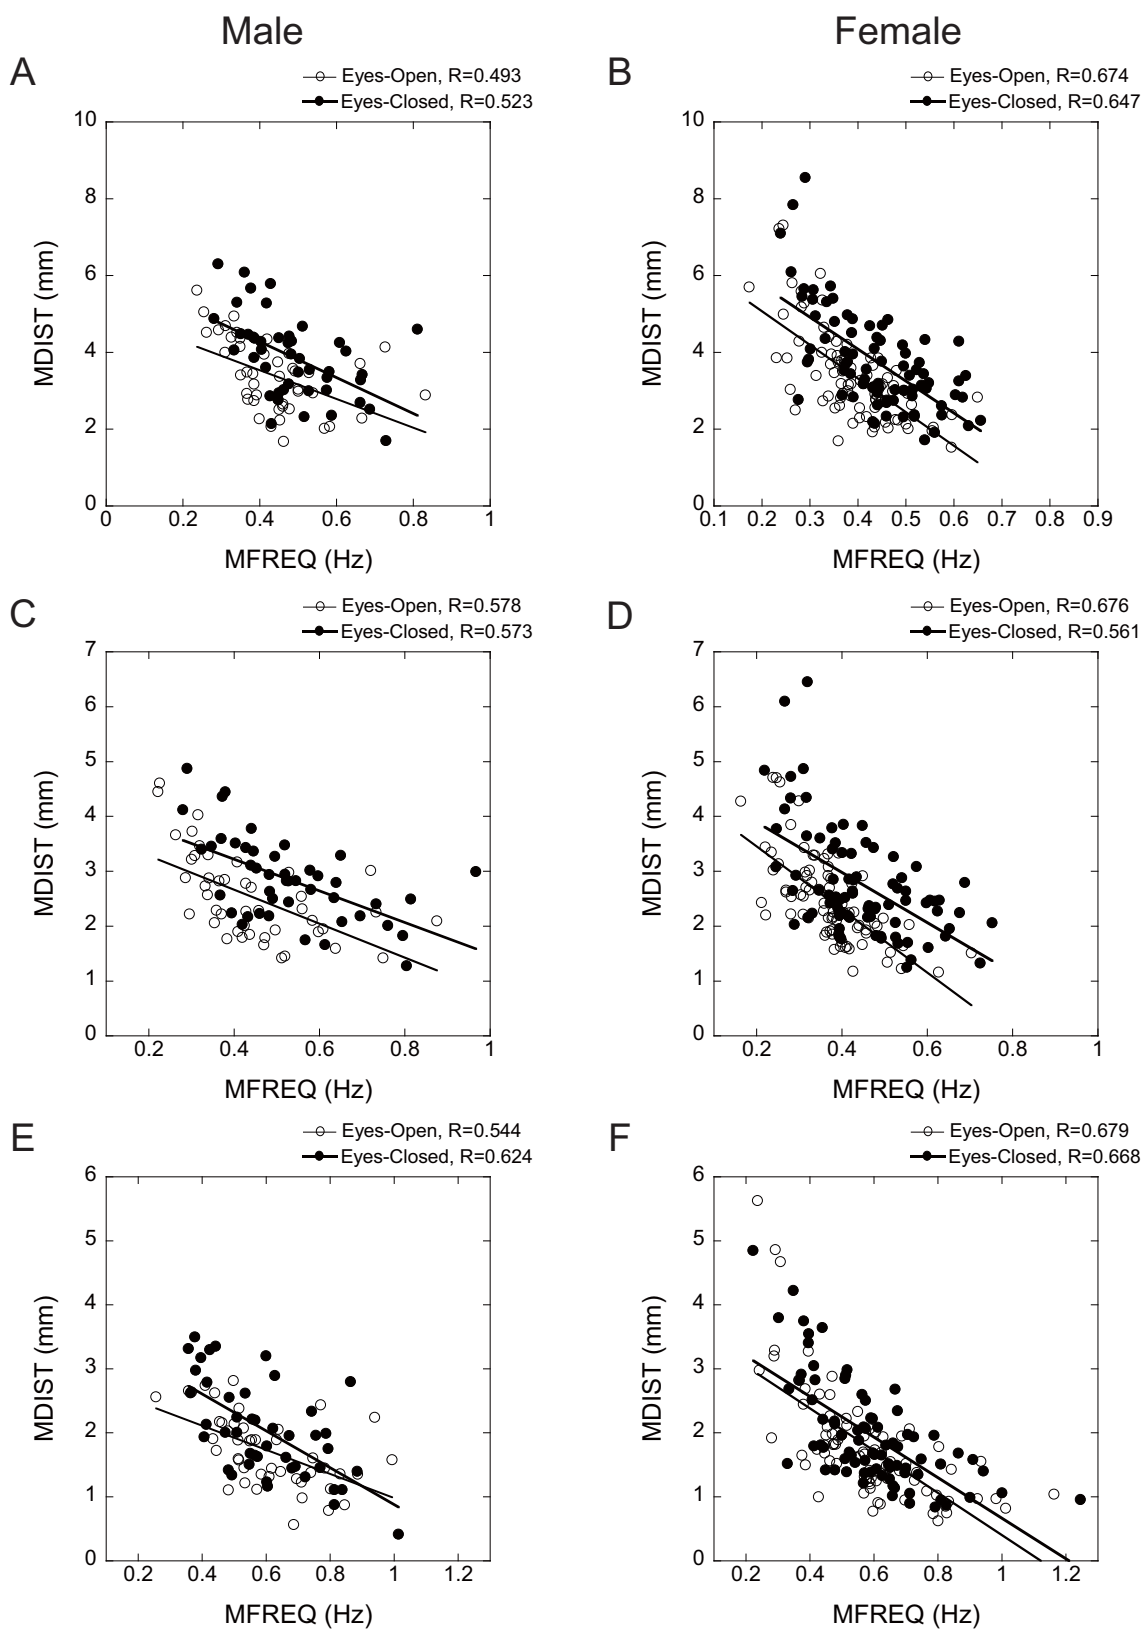 Male
Female
A
Eyes-Open, R=0.493
Eyes-Closed, R=0.523
10
8
6
4
2
0
MDIST (mm)
0 0.2 0.4 0.6 0.8 1
MFREQ (Hz)
B
Eyes-Open, R=0.674
Eyes-Closed, R=0.647
10
8
6
4
2
0
MDIST (mm)
0.1 0.2 0.3 0.4 0.5 0.6 0.7 0.8 0.9
MFREQ (Hz)
C
Eyes-Open, R=0.578
Eyes-Closed, R=0.573
7
6
5
4
3
2
1
0
MDIST (mm)
0.2 0.4 0.6 0.8 1
MFREQ (Hz)
D
Eyes-Open, R=0.676
Eyes-Closed, R=0.561
7
6
5
4
3
2
1
0
MDIST (mm)
0.2 0.4 0.6 0.8 1
MFREQ (Hz)
E
Eyes-Open, R=0.544
Eyes-Closed, R=0.624
6
5
4
3
2
1
0
MDIST (mm)
0.2 0.4 0.6 0.8 1 1.2
MFREQ (Hz)
F
Eyes-Open, R=0.679
Eyes-Closed, R=0.668
6
5
4
3
2
1
0
MDIST (mm)
0.2 0.4 0.6 0.8 1 1.2
MFREQ (Hz)